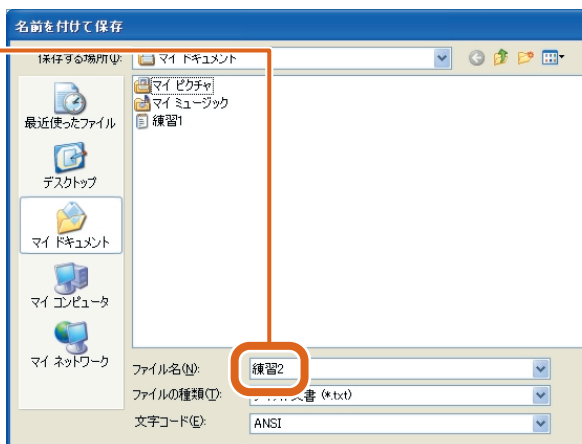 名前を付けて保存
保存する場所(I):
マイ ドキュメント
マイ ピクチャ
マイ ミュージック
練習1
最近使ったファイル
デスクトップ
マイ ドキュメント
マイ コンピュータ
マイ ネットワーク
ファイル名(N):
練習2
ファイルの種類(T):
文書 (*.txt)
文字コード(E):
ANSI